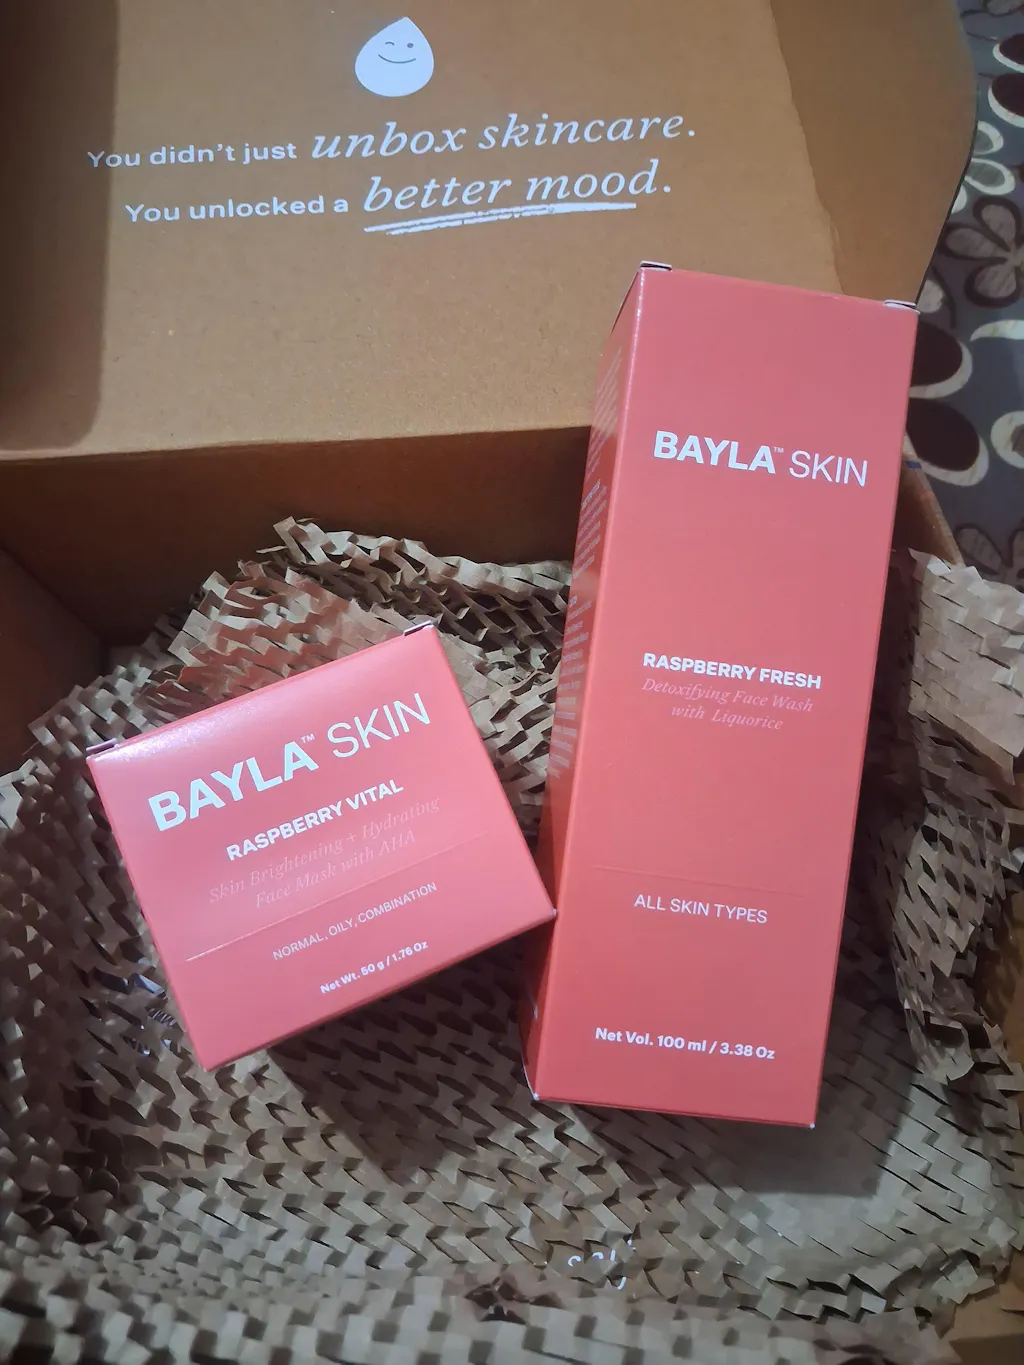 You didn't just unbox skincare.
You unlocked a better mood.
BAYLA™ SKIN
RASPBERRY FRESH
Detoxifying Face Wash
with Liquorice
ALL SKIN TYPES
Net Vol. 100 ml / 3.38 Oz
BAYLA™ SKIN
RASPBERRY VITAL
Skin Brightening + Hydrating
Face Mask with AHA
NORMAL, OILY, COMBINATION
Net Wt. 50 g / 1.76 Oz